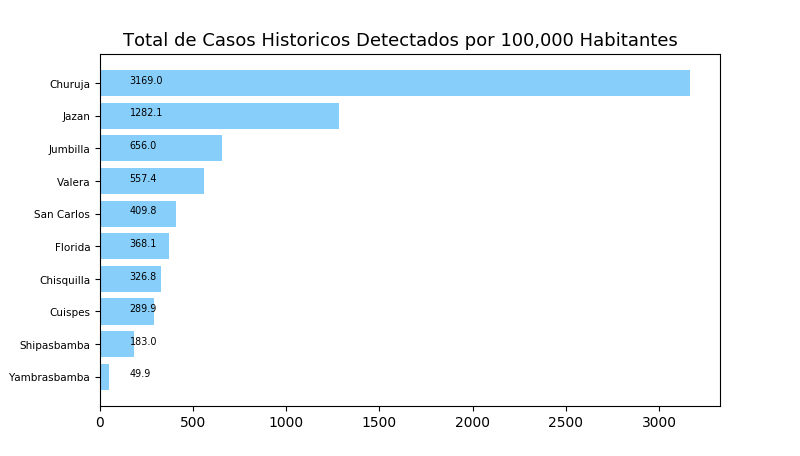 Total de Casos Historicos Detectados por 100,000 Habitantes
Churuja 3169.0
Jazan 1282.1
Jumbilla 656.0
Valera 557.4
San Carlos 409.8
Florida 368.1
Chisquilla 326.8
Cuispes 289.9
Shipasbamba 183.0
Yambrasbamba 49.9
0 500 1000 1500 2000 2500 3000